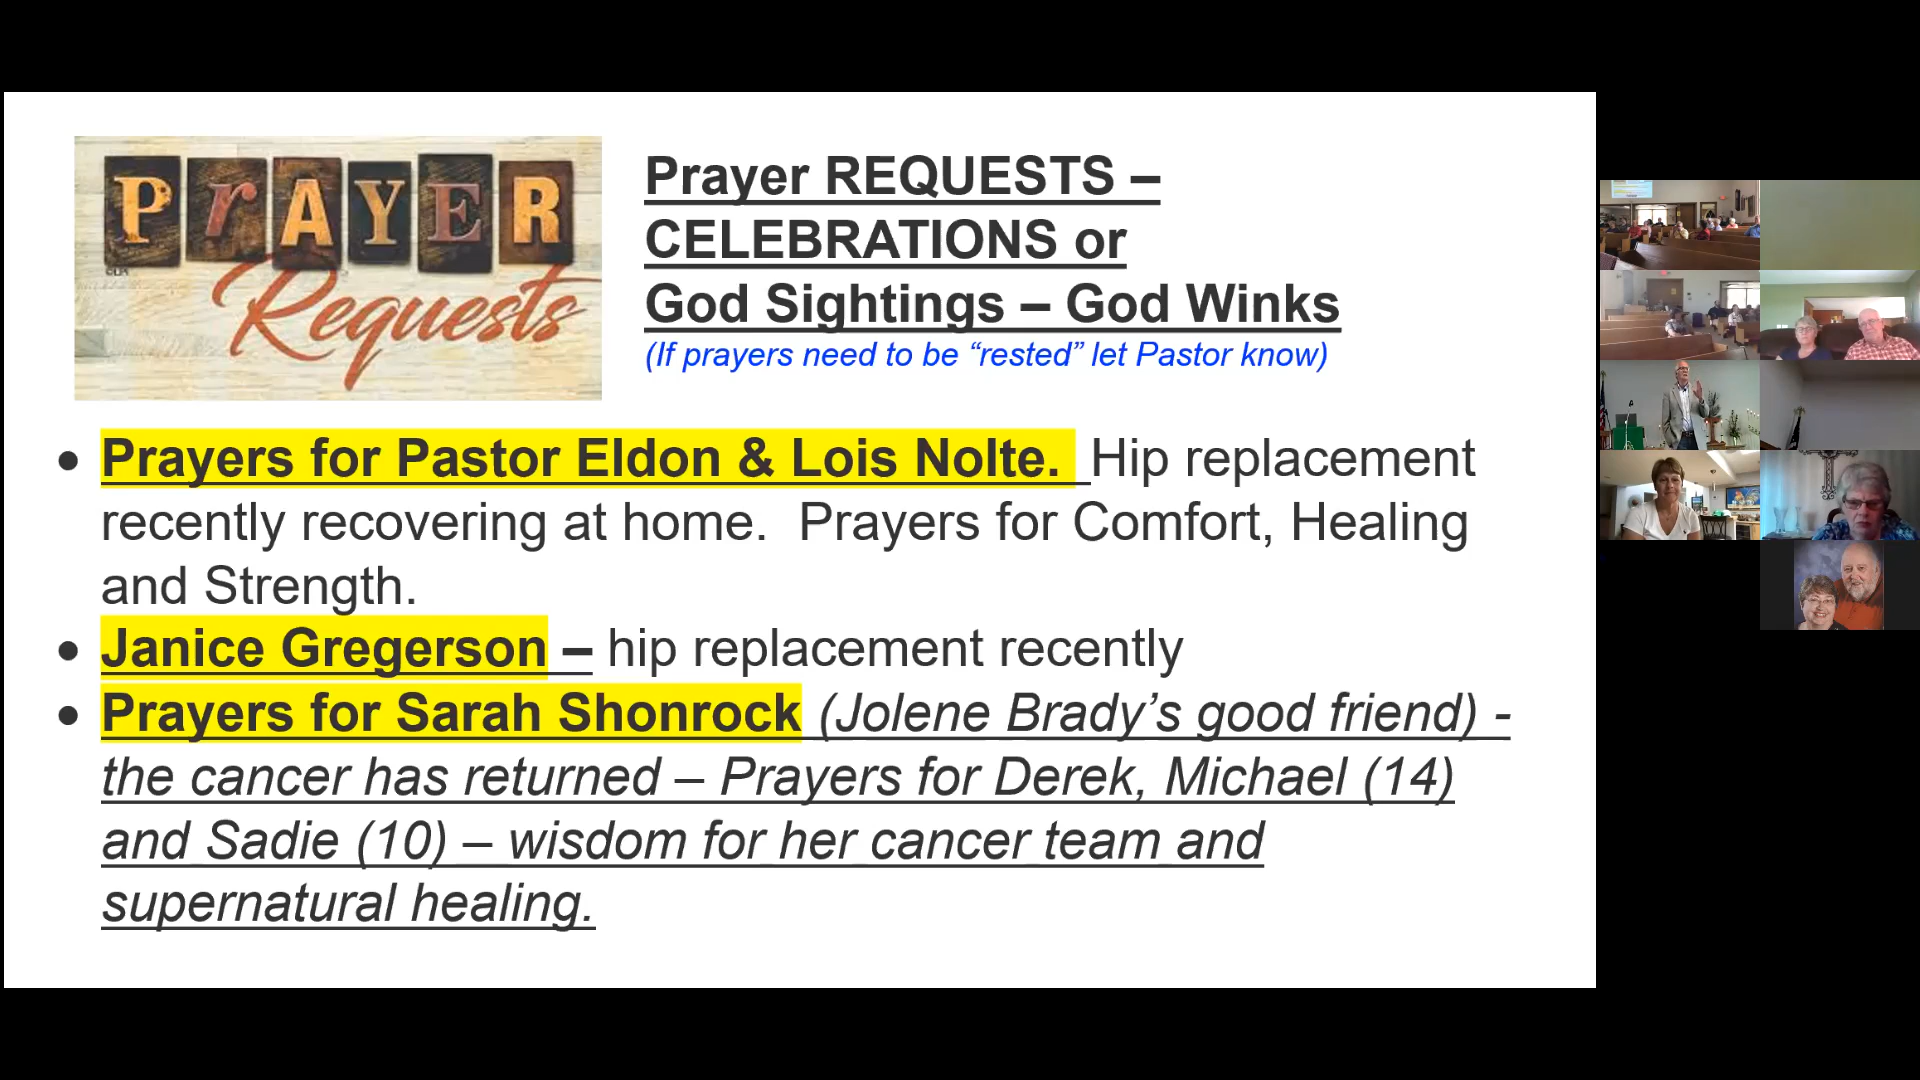 PrAYER
Requests
©LPI
Prayer REQUESTS –
CELEBRATIONS or
God Sightings – God Winks
(If prayers need to be “rested” let Pastor know)
• Prayers for Pastor Eldon & Lois Nolte. Hip replacement
recently recovering at home. Prayers for Comfort, Healing
and Strength.
• Janice Gregerson – hip replacement recently
• Prayers for Sarah Shonrock (Jolene Brady’s good friend) -
the cancer has returned – Prayers for Derek, Michael (14)
and Sadie (10) – wisdom for her cancer team and
supernatural healing.